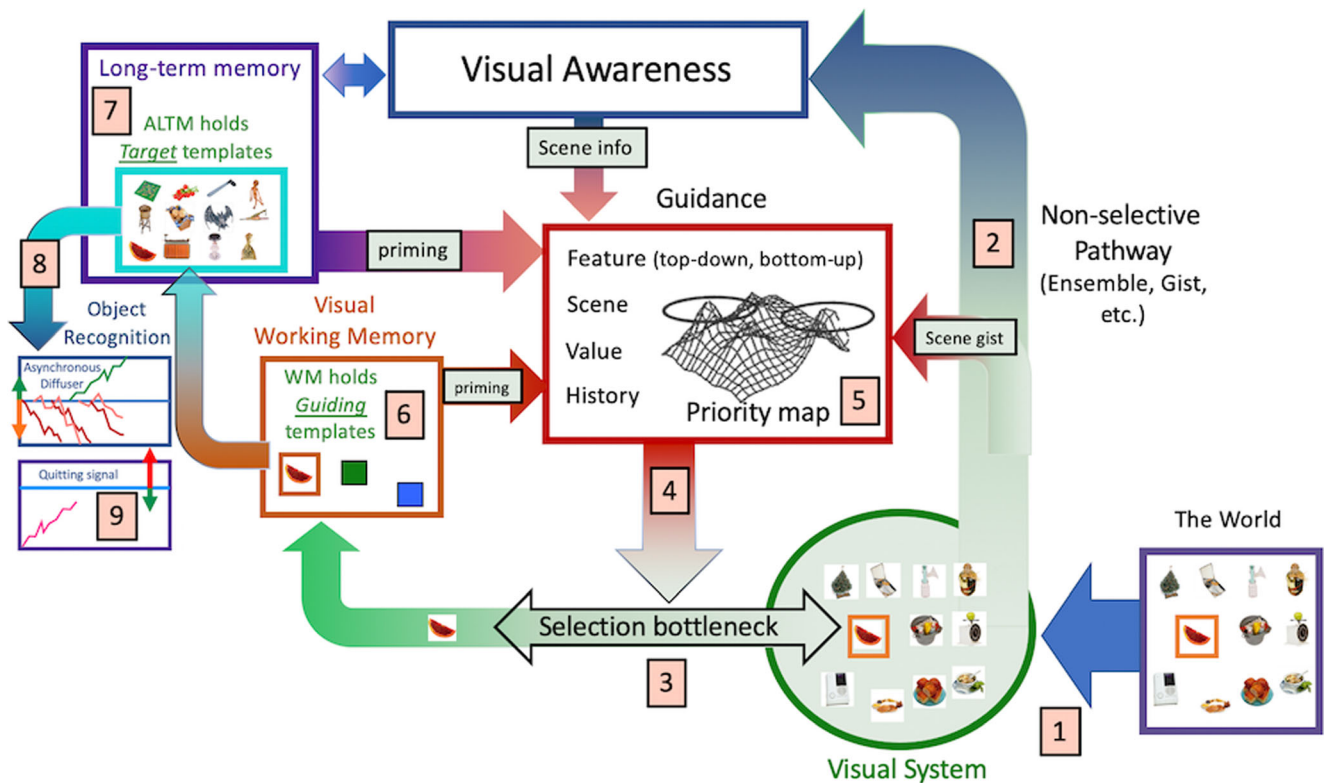 Visual Awareness
Long-term memory
7
ALTM holds
Target templates
Scene info
Guidance
2
Non-selective
Pathway
(Ensemble, Gist,
etc.)
8
priming
Feature (top-down, bottom-up)
Scene
Value
History
Priority map
5
Scene gist
Object
Recognition
Asynchronous
Diffuser
Quitting signal
9
Visual
Working Memory
WM holds
Guiding
templates
6
priming
4
The World
Selection bottleneck
3
1
Visual System